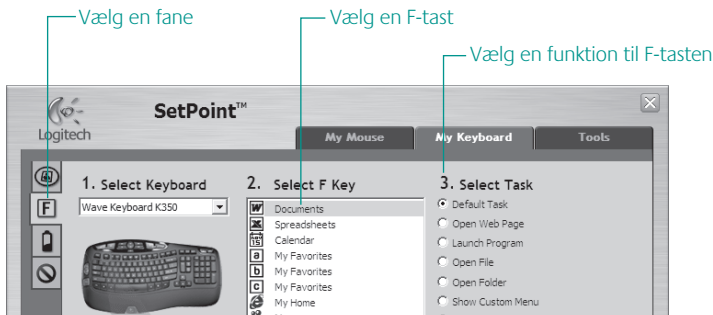 Vælg en fane
Vælg en F-tast
Vælg en funktion til F-tasten
Logitech
SetPoint™
My Mouse
My Keyboard
Tools
1. Select Keyboard
Wave Keyboard K350
2. Select F Key
Documents
Spreadsheets
Calendar
My Favorites
My Favorites
My Favorites
My Home
3. Select Task
Default Task
Open Web Page
Launch Program
Open File
Open Folder
Show Custom Menu